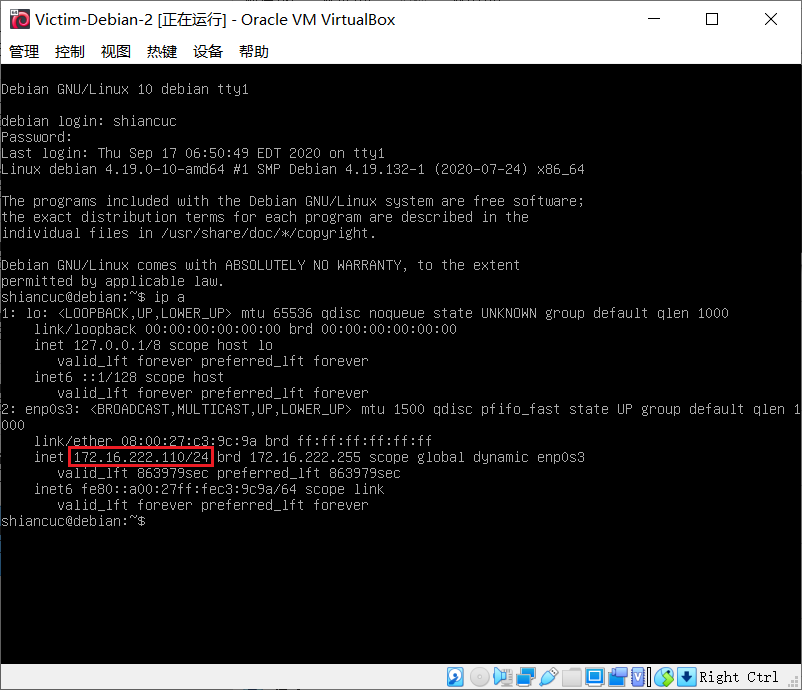 Victim-Debian-2 [正在运行] - Oracle VM VirtualBox
管理 控制 视图 热键 设备 帮助
Debian GNU/Linux 10 debian tty1
debian login: shiancuc
Password:
Last login: Thu Sep 17 06:50:49 EDT 2020 on tty1
Linux debian 4.19.0-10-amd64 #1 SMP Debian 4.19.132-1 (2020-07-24) x86_64
The programs included with the Debian GNU/Linux system are free software;
the exact distribution terms for each program are described in the
individual files in /usr/share/doc/*/copyright.
Debian GNU/Linux comes with ABSOLUTELY NO WARRANTY, to the extent
permitted by applicable law.
shiancuc@debian:~$ ip a
1: lo: <LOOPBACK,UP,LOWER_UP> mtu 65536 qdisc noqueue state UNKNOWN group default qlen 1000
    link/loopback 00:00:00:00:00:00 brd 00:00:00:00:00:00
    inet 127.0.0.1/8 scope host lo
       valid_lft forever preferred_lft forever
    inet6 ::1/128 scope host
       valid_lft forever preferred_lft forever
2: enp0s3: <BROADCAST,MULTICAST,UP,LOWER_UP> mtu 1500 qdisc pfifo_fast state UP group default qlen 1
000
    link/ether 08:00:27:c3:9c:9a brd ff:ff:ff:ff:ff:ff
    inet 172.16.222.110/24 brd 172.16.222.255 scope global dynamic enp0s3
       valid_lft 863979sec preferred_lft 863979sec
    inet6 fe80::a00:27ff:fec3:9c9a/64 scope link
       valid_lft forever preferred_lft forever
shiancuc@debian:~$
Right Ctrl